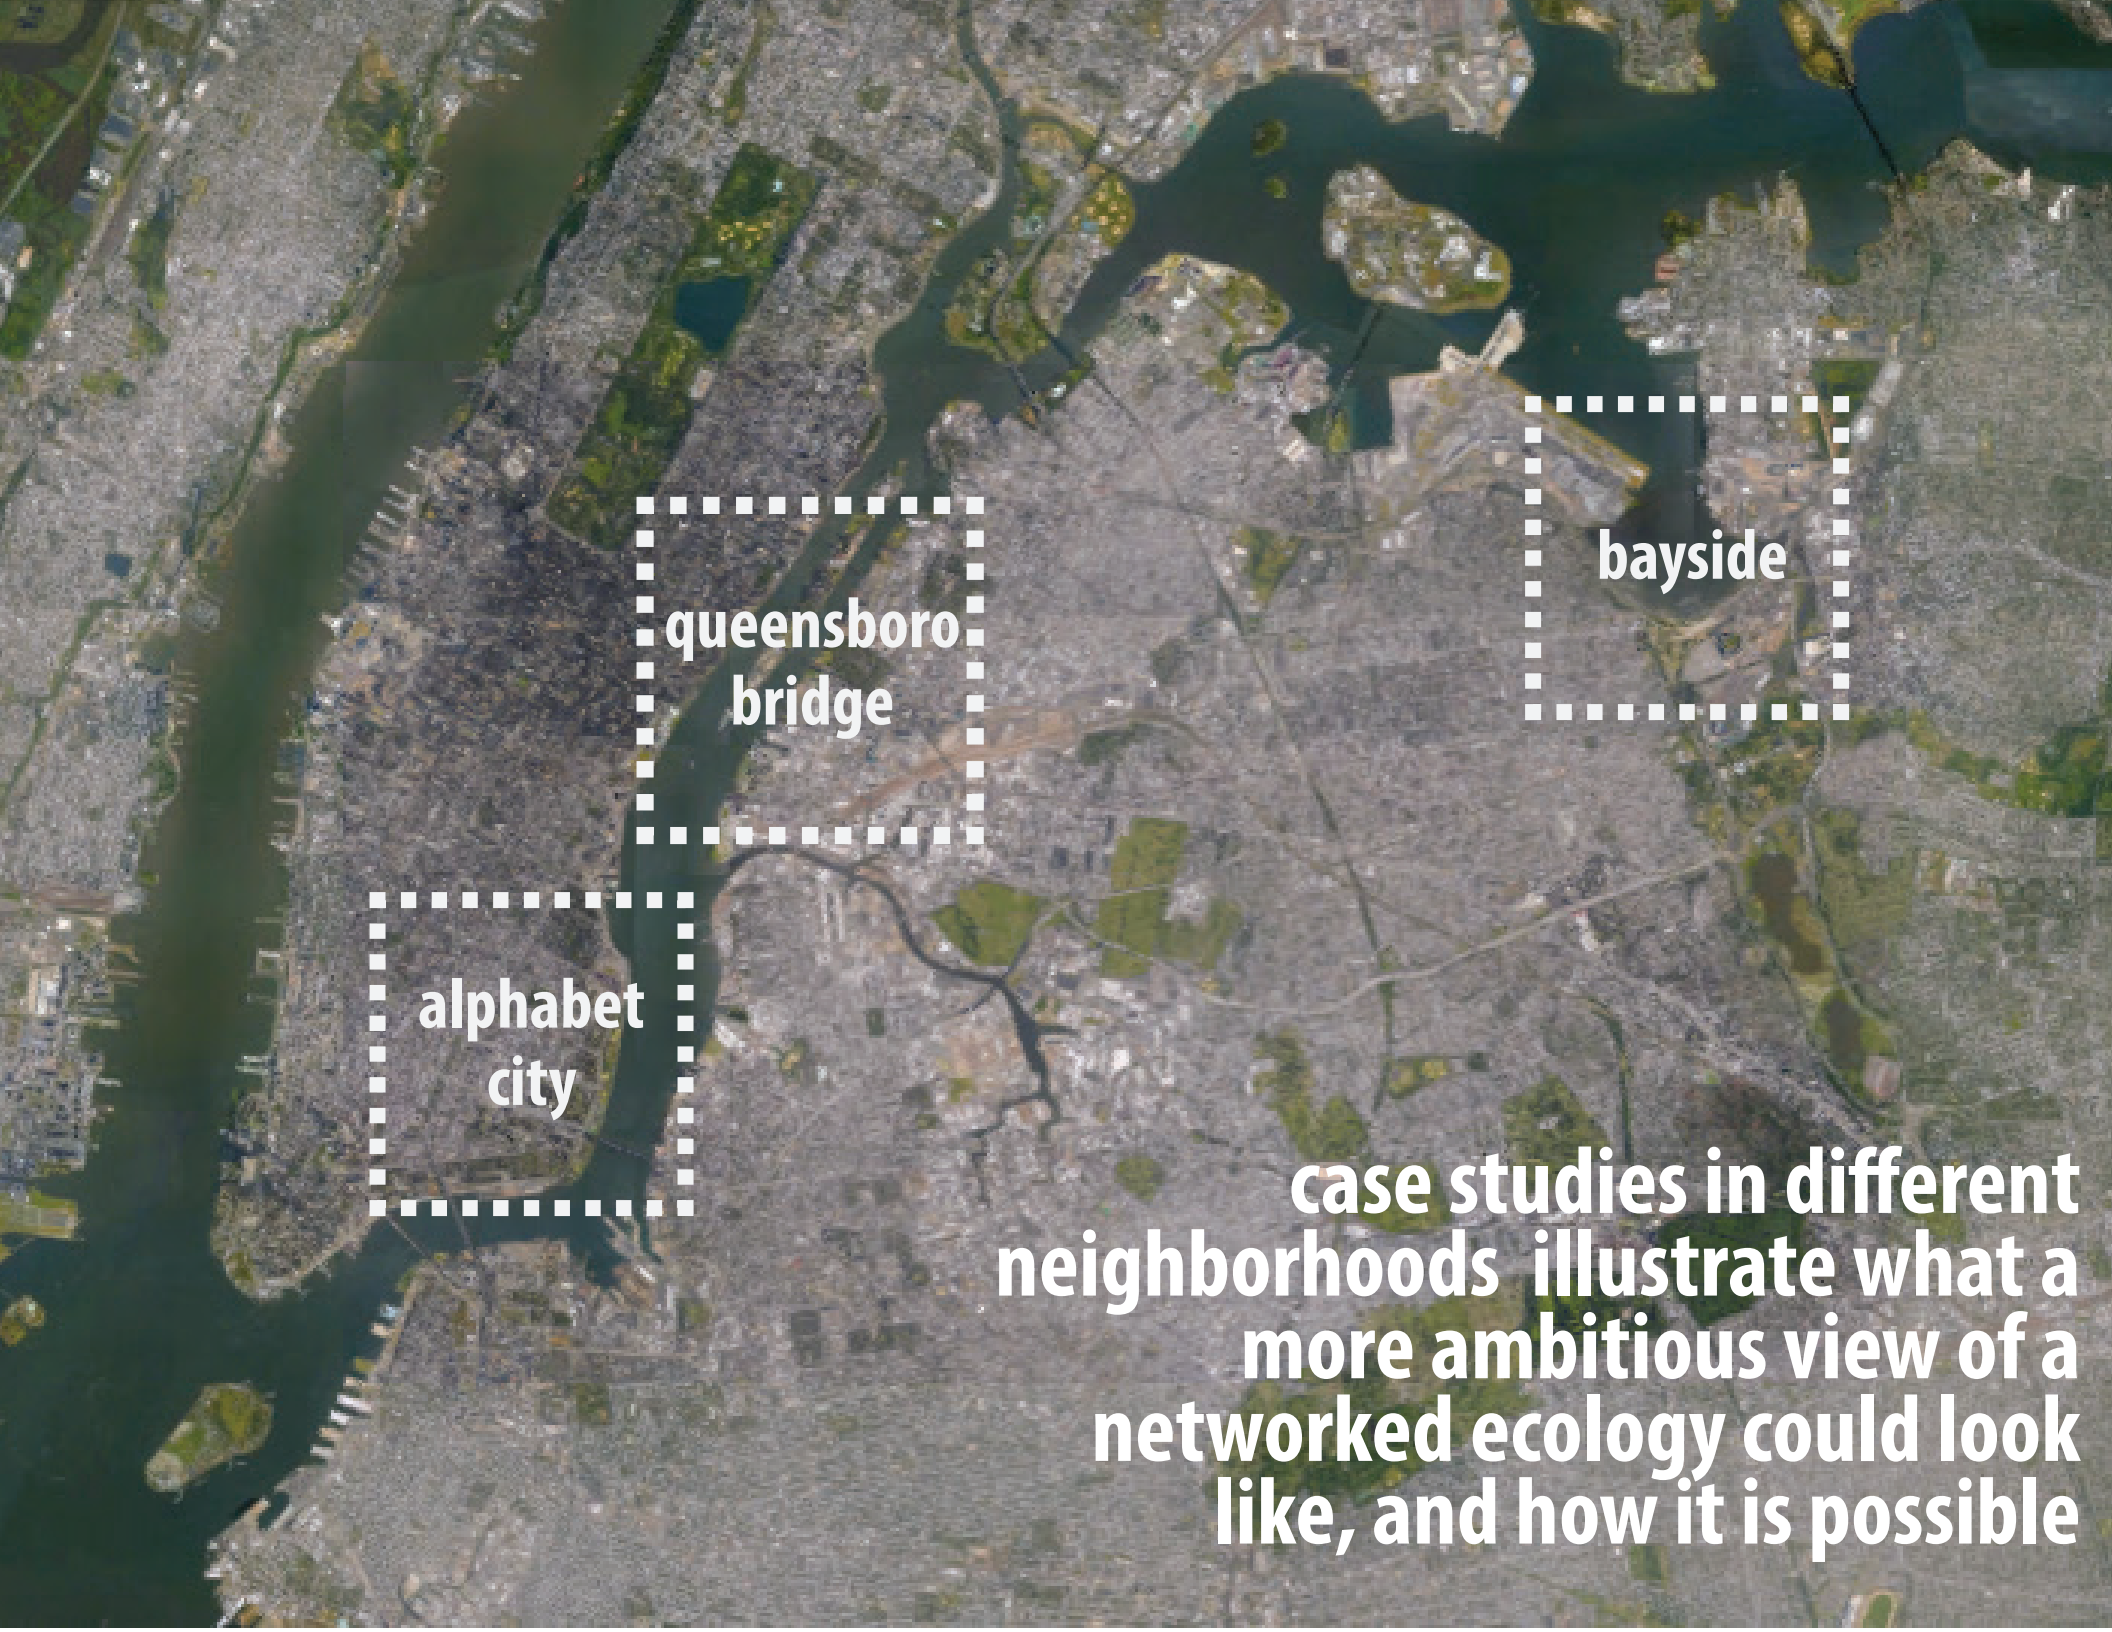 bayside
queensboro
bridge
alphabet
city
case studies in different
neighborhoods illustrate what a
more ambitious view of a
networked ecology could look
like, and how it is possible